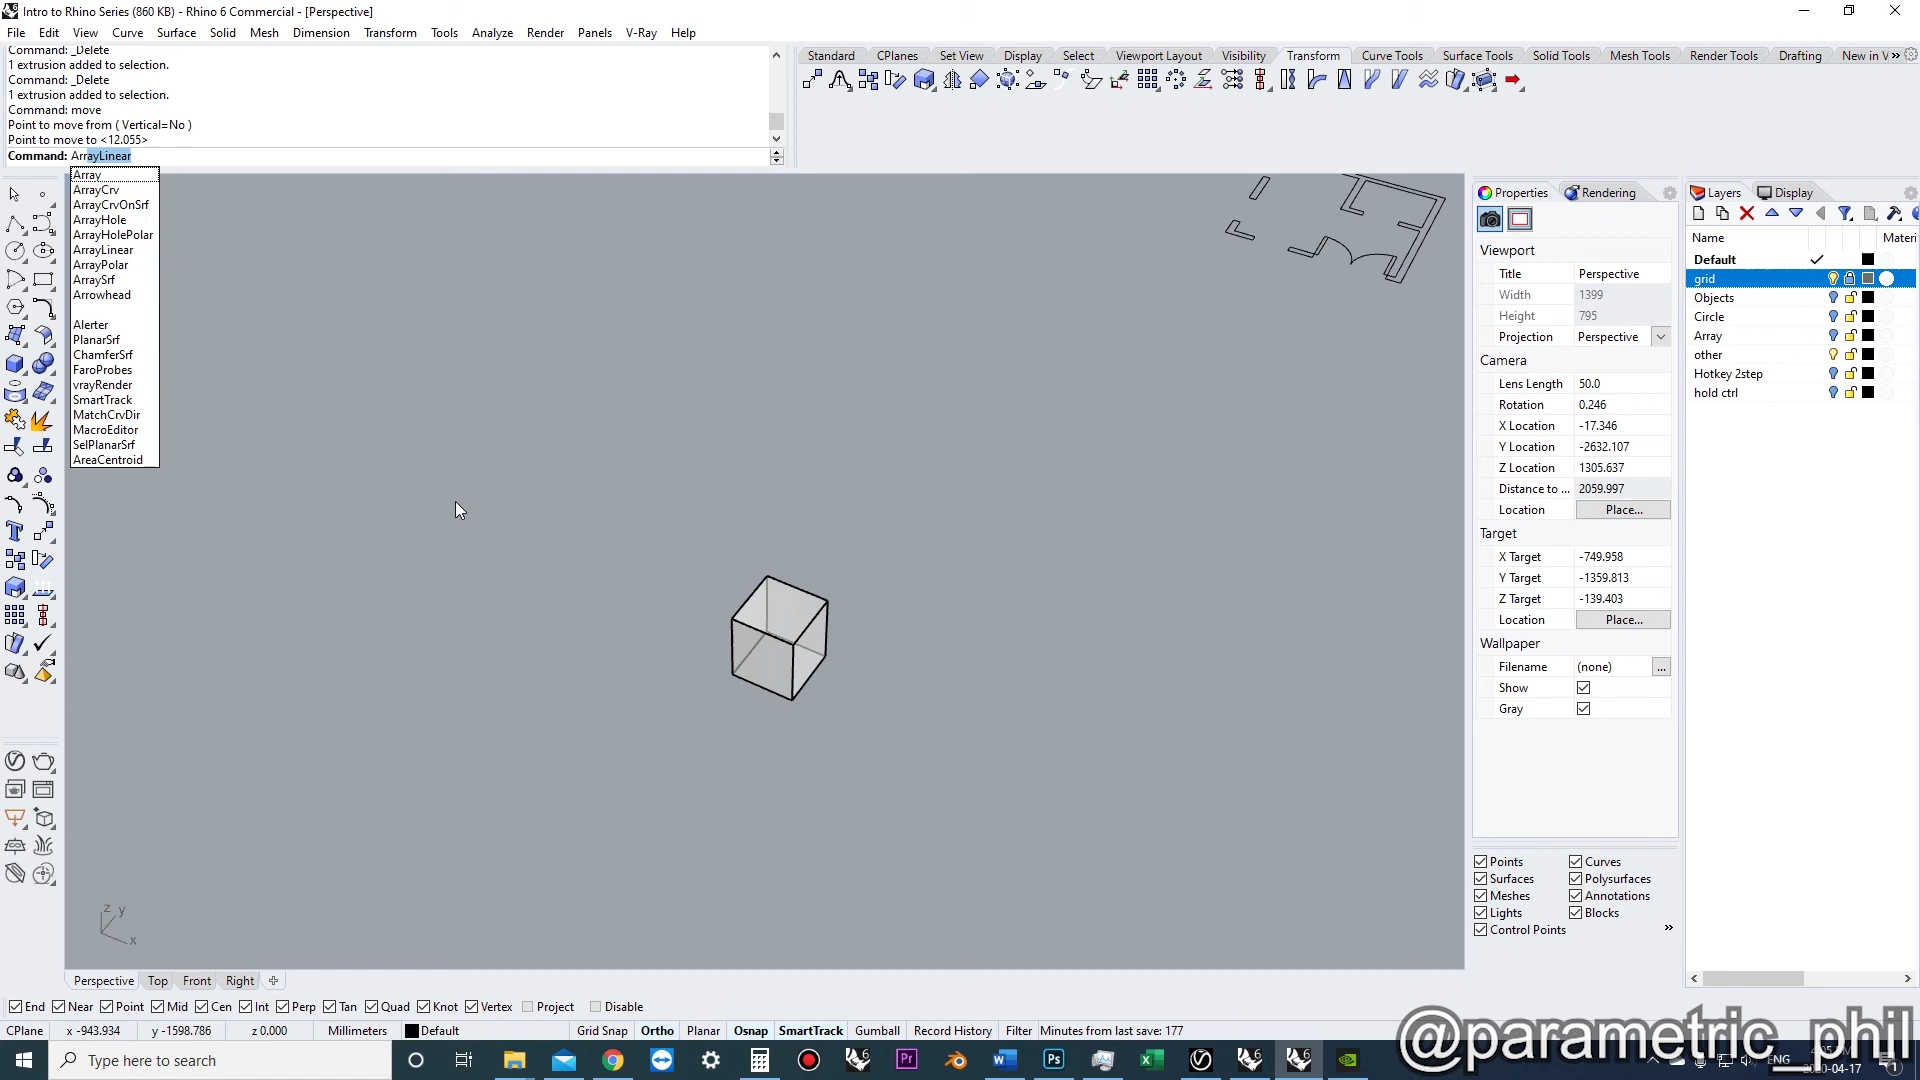 Intro to Rhino Series (860 KB) - Rhino 6 Commercial - [Perspective]
File Edit View Curve Surface Solid Mesh Dimension Transform Tools Analyze Render Panels V-Ray Help
Command: _Delete
1 extrusion added to selection.
Command: _Delete
1 extrusion added to selection.
Command: move
Point to move from ( Vertical=No )
Point to move to <12.055>
Command: ArrayLinear
Standard CPlanes Set View Display Select Viewport Layout Visibility Transform Curve Tools Surface Tools Solid Tools Mesh Tools Render Tools Drafting New in V »
Array
ArrayCrv
ArrayCrvOnSrf
ArrayHole
ArrayHolePolar
ArrayLinear
ArrayPolar
ArraySrf
Arrowhead
Alerter
PlanarSrf
ChamferSrf
FaroProbes
vrayRender
SmartTrack
MatchCrvDir
MacroEditor
SelPlanarSrf
AreaCentroid
z y
x
Properties Rendering
Viewport
Title Perspective
Width 1399
Height 795
Projection Perspective
Camera
Lens Length 50.0
Rotation 0.246
X Location -17.346
Y Location -2632.107
Z Location 1305.637
Distance to ... 2059.997
Location Place...
Target
X Target -749.958
Y Target -1359.813
Z Target -139.403
Location Place...
Wallpaper
Filename (none) ...
Show
Gray
Points Curves
Surfaces Polysurfaces
Meshes Annotations
Lights Blocks
Control Points »
Layers Display
Name Materi
Default
grid
Objects
Circle
Array
other
Hotkey 2step
hold ctrl
Perspective Top Front Right
End Near Point Mid Cen Int Perp Tan Quad Knot Vertex Project Disable
CPlane x -943.934 y -1598.786 z 0.000 Millimeters Default Grid Snap Ortho Planar Osnap SmartTrack Gumball Record History Filter Minutes from last save: 177
@parametric_phil
Type here to search
6 Pr W Ps X 6 6
ENG
2020-04-17
1